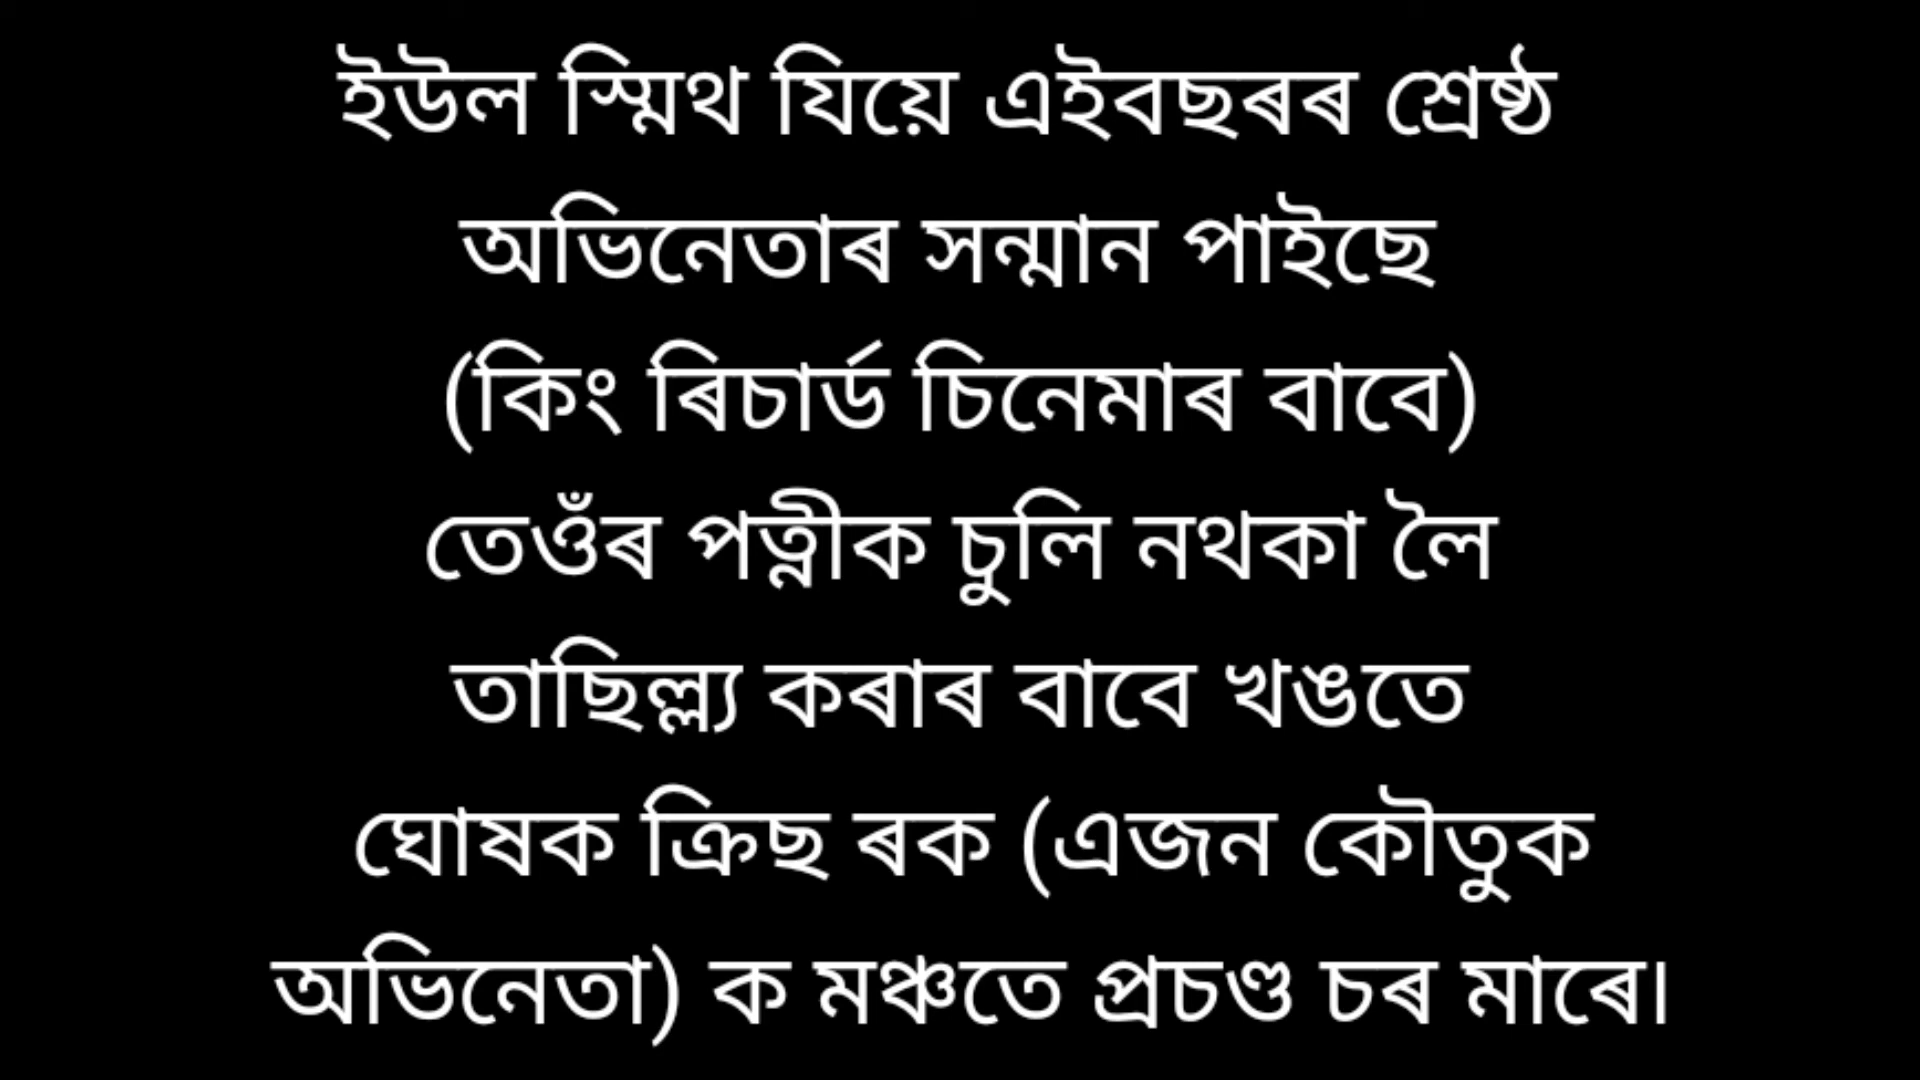 ইউল স্মিথ যিয়ে এইবছৰৰ শ্ৰেষ্ঠ
অভিনেতাৰ সন্মান পাইছে
(কিং ৰিচাৰ্ড চিনেমাৰ বাবে)
তেওঁৰ পত্নীক চুলি নথকা লৈ
তাছিল্ল্য কৰাৰ বাবে খঙতে
ঘোষক ক্ৰিছ ৰক (এজন কৌতুক
অভিনেতা) ক মঞ্চতে প্ৰচণ্ড চৰ মাৰে।